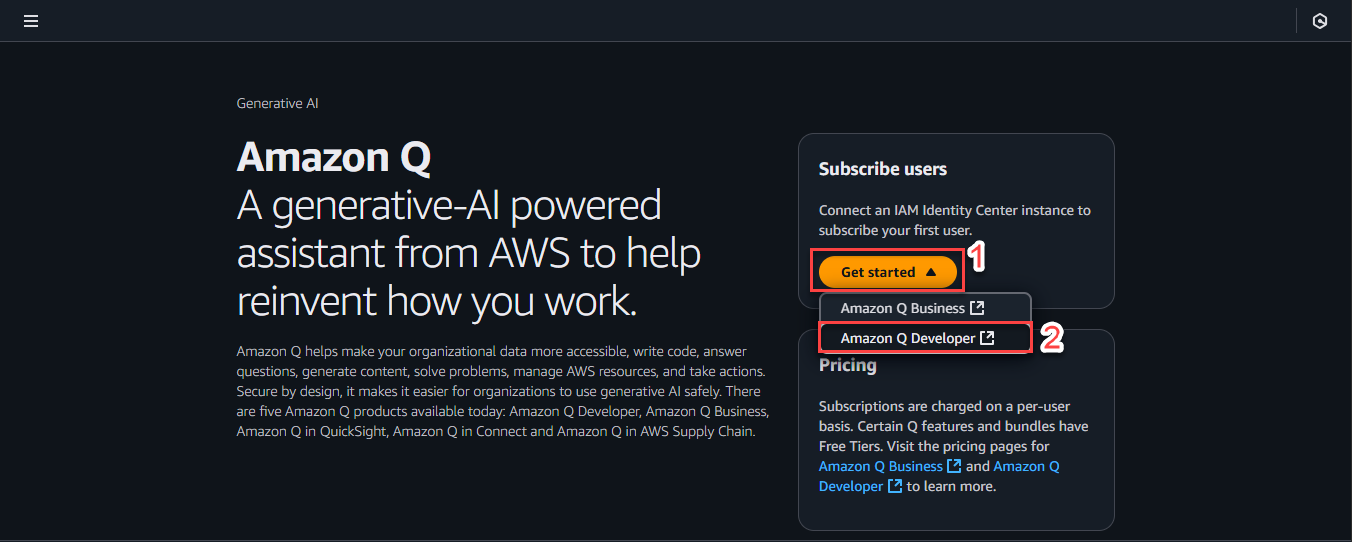 Generative AI
Amazon Q
A generative-AI powered
assistant from AWS to help
reinvent how you work.
Amazon Q helps make your organizational data more accessible, write code, answer
questions, generate content, solve problems, manage AWS resources, and take actions.
Secure by design, it makes it easier for organizations to use generative AI safely. There
are five Amazon Q products available today: Amazon Q Developer, Amazon Q Business,
Amazon Q in QuickSight, Amazon Q in Connect and Amazon Q in AWS Supply Chain.
Subscribe users
Connect an IAM Identity Center instance to
subscribe your first user.
Get started
1
Amazon Q Business
Amazon Q Developer
2
Pricing
Subscriptions are charged on a per-user
basis. Certain Q features and bundles have
Free Tiers. Visit the pricing pages for
Amazon Q Business and Amazon Q
Developer to learn more.